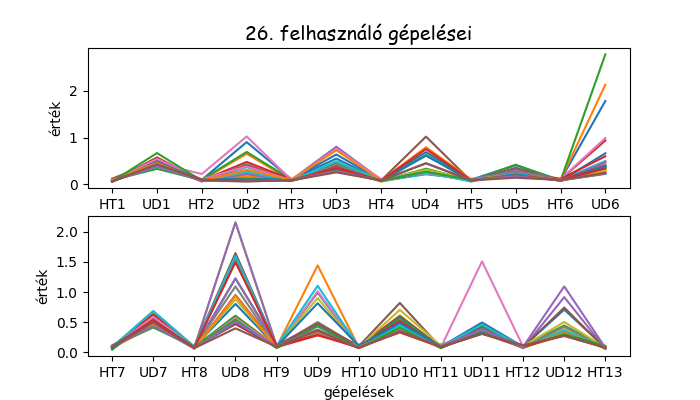 26. felhasználó gépelései
érték
2
1
0
HT1 UD1 HT2 UD2 HT3 UD3 HT4 UD4 HT5 UD5 HT6 UD6
érték
2.0
1.5
1.0
0.5
0.0
HT7 UD7 HT8 UD8 HT9 UD9 HT10 UD10 HT11 UD11 HT12 UD12 HT13
gépelések